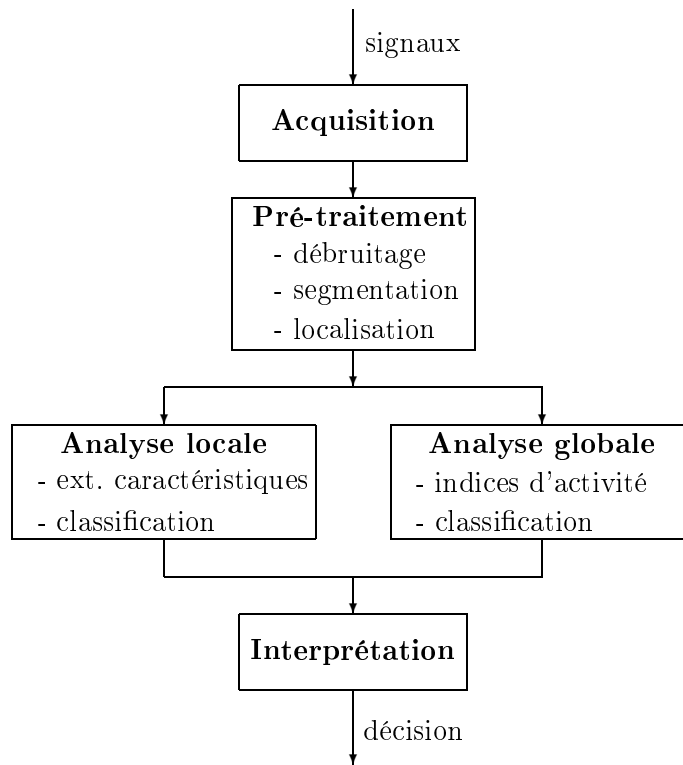 signaux
Acquisition
Pré-traitement
- débruitage
- segmentation
- localisation
Analyse locale
- ext. caractéristiques
- classification
Analyse globale
- indices d'activité
- classification
Interprétation
décision